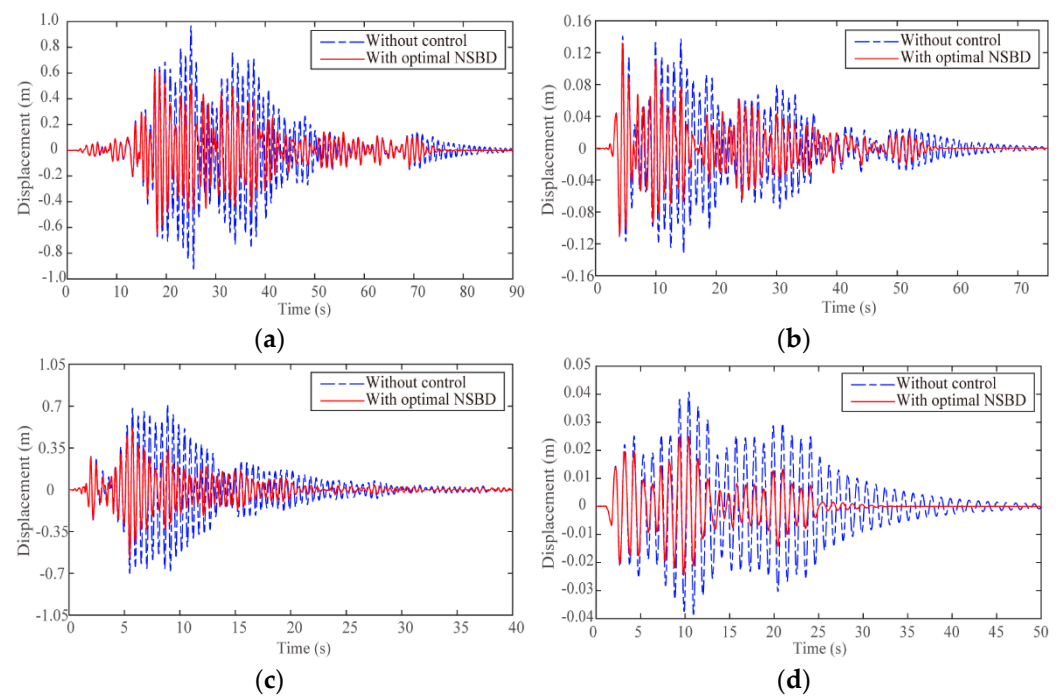 Displacement (m)
1.0
0.8
0.6
0.4
0.2
0
-0.2
-0.4
-0.6
-0.8
-1.0
Without control
With optimal NSBD
0 10 20 30 40 50 60 70 80 90
Time (s)
(a)
Displacement (m)
0.16
0.12
0.08
0.04
0
-0.04
-0.08
-0.12
-0.16
Without control
With optimal NSBD
0 10 20 30 40 50 60 70
Time (s)
(b)
Displacement (m)
1.05
0.7
0.35
0
-0.35
-0.7
-1.05
Without control
With optimal NSBD
0 5 10 15 20 25 30 35 40
Time (s)
(c)
Displacement (m)
0.05
0.04
0.03
0.02
0.01
0
-0.01
-0.02
-0.03
-0.04
Without control
With optimal NSBD
0 5 10 15 20 25 30 35 40 45 50
Time (s)
(d)